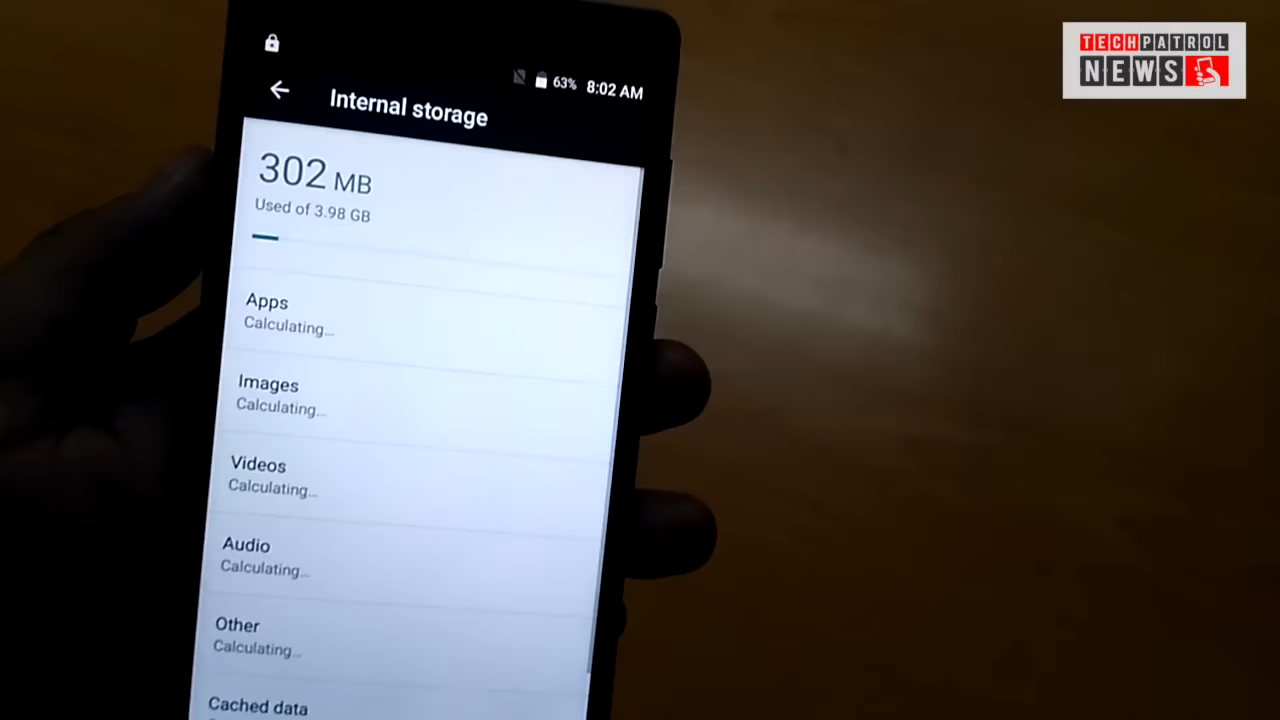 TECHPATROL
NEWS
63% 8:02 AM
Internal storage
302 MB
Used of 3.98 GB
Apps
Calculating...
Images
Calculating...
Videos
Calculating...
Audio
Calculating...
Other
Calculating...
Cached data